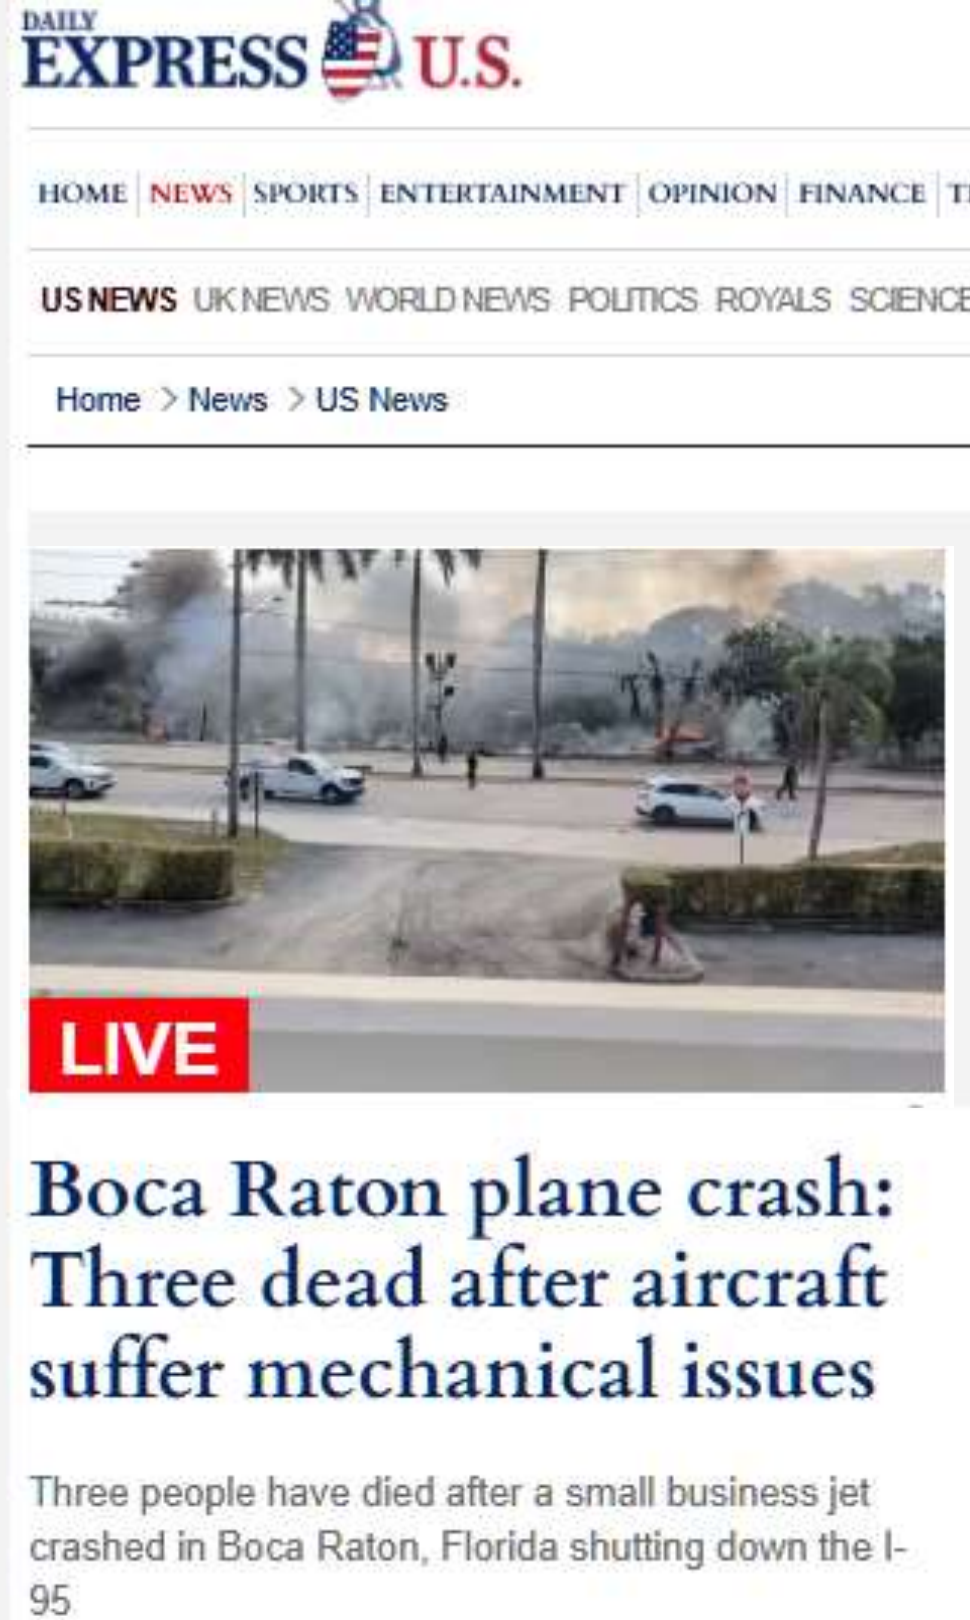 DAILY
EXPRESS U.S.
HOME NEWS SPORTS ENTERTAINMENT OPINION FINANCE
US NEWS UK NEWS WORLD NEWS POLITICS ROYALS SCIENCE
Home > News > US News
LIVE
Boca Raton plane crash:
Three dead after aircraft
suffer mechanical issues
Three people have died after a small business jet
crashed in Boca Raton, Florida shutting down the I-
95